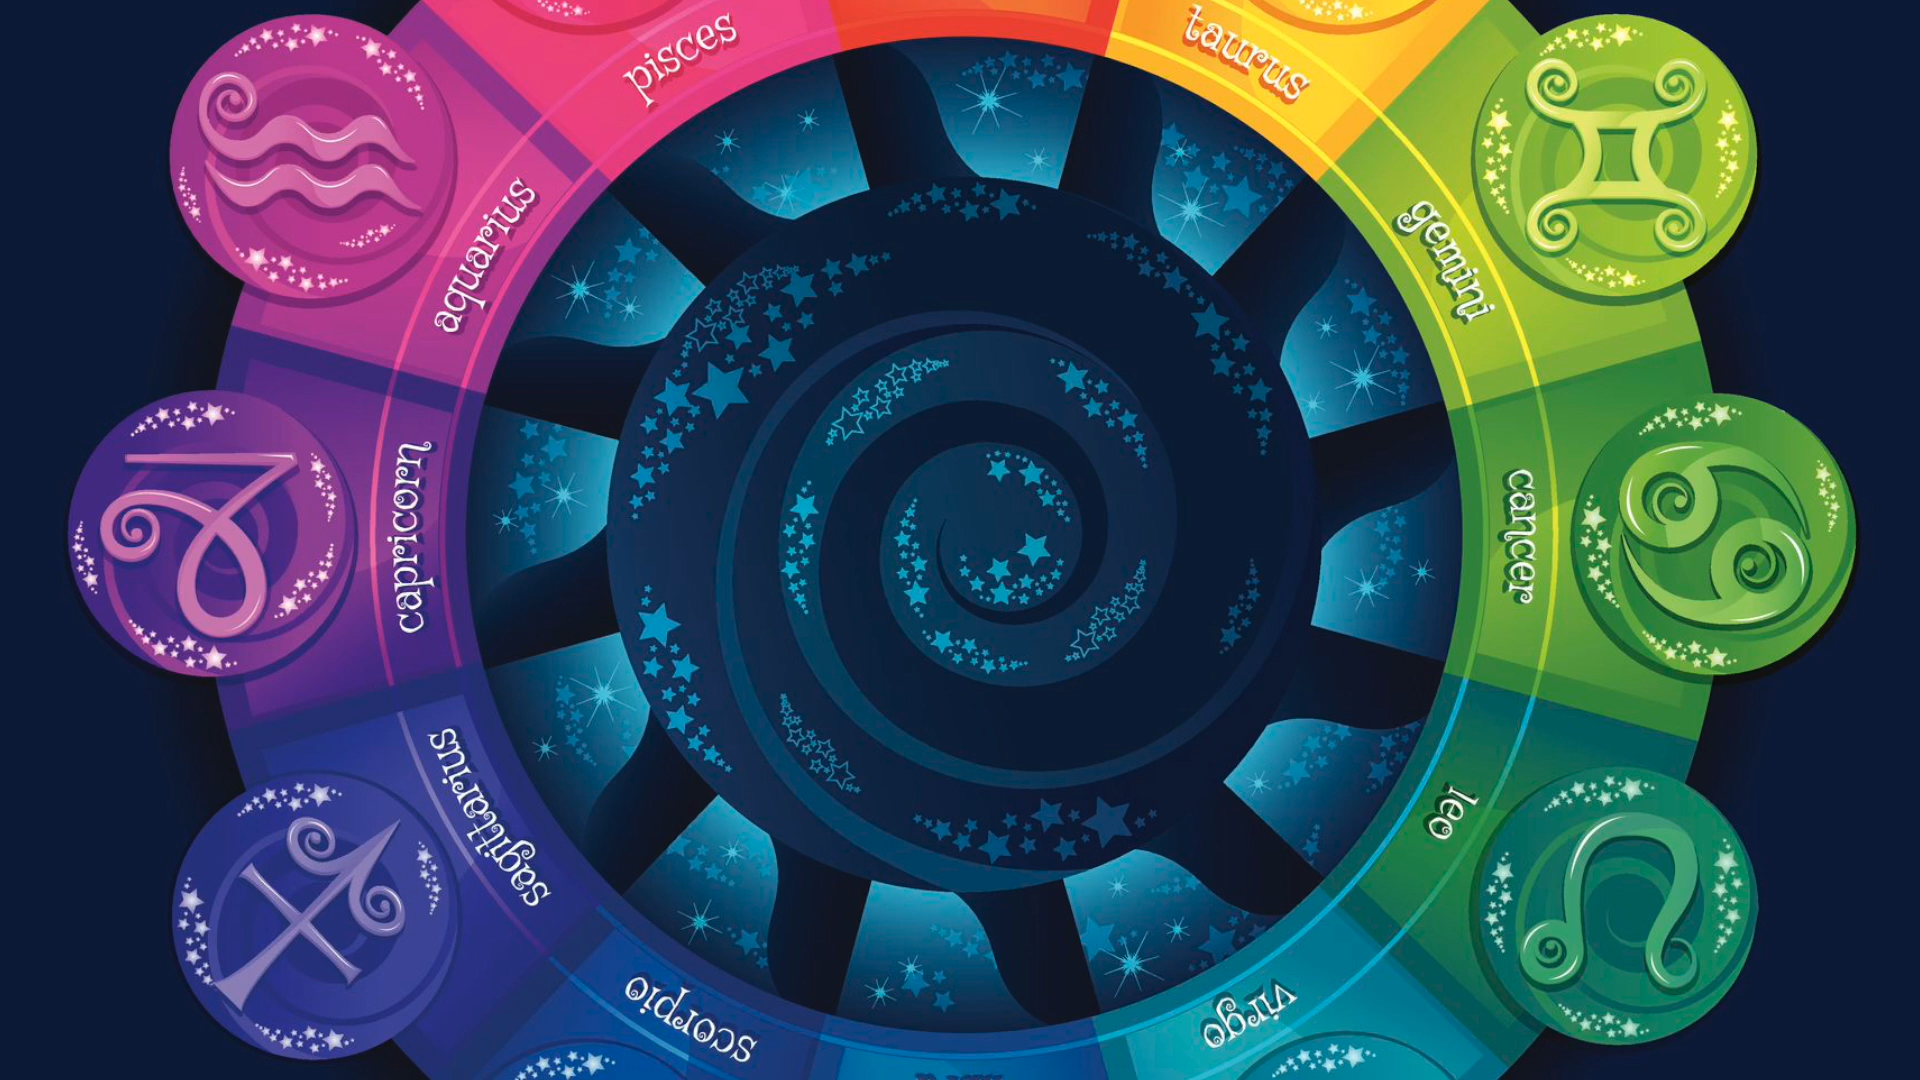 pisces
taurus
gemini
cancer
leo
virgo
scorpio
sagittarius
capricorn
aquarius